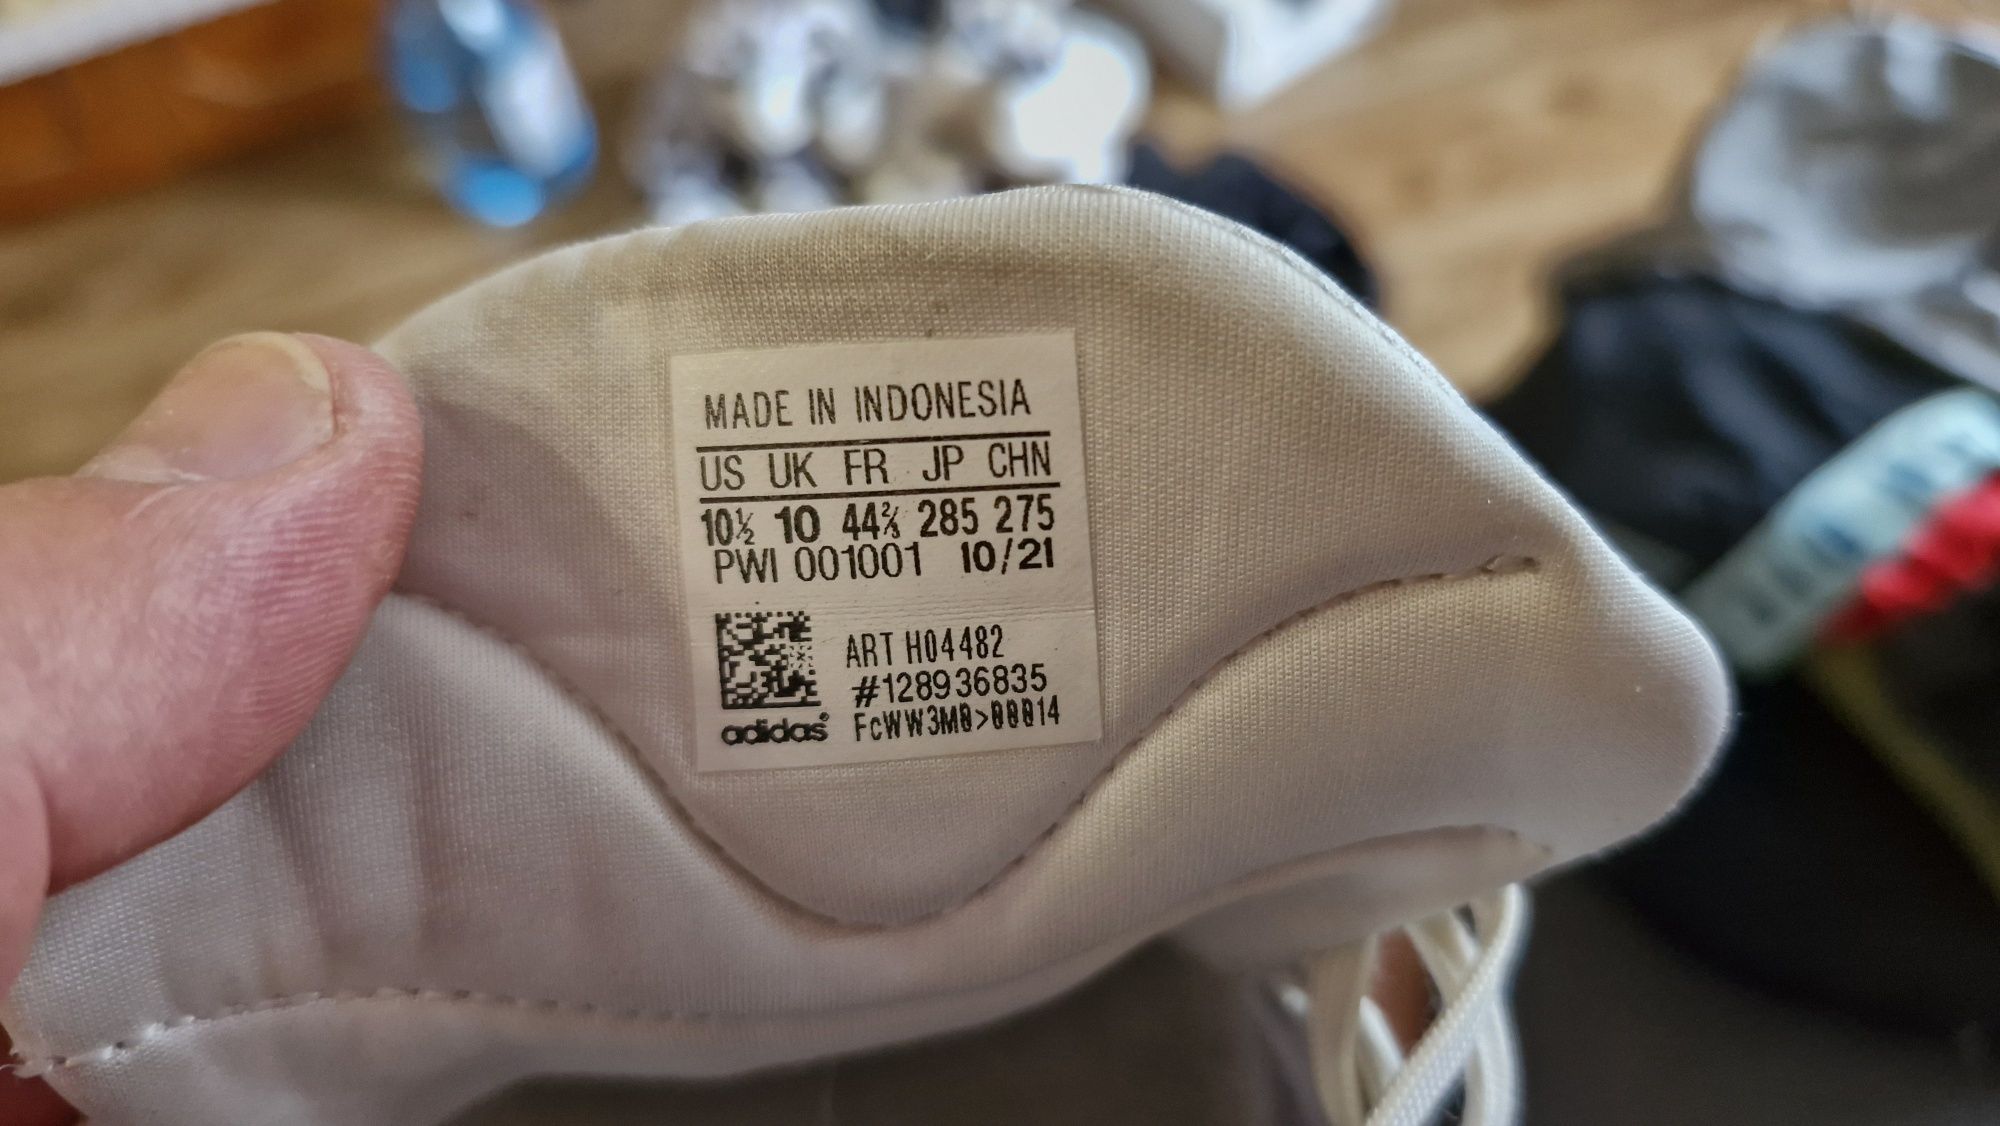 MADE IN INDONESIA
US UK FR JP CHN
10½ 10 44⅔ 285 275
PWI 001001 10/21
ART H04482
#128936835
adidas® FcWW3M0>00014